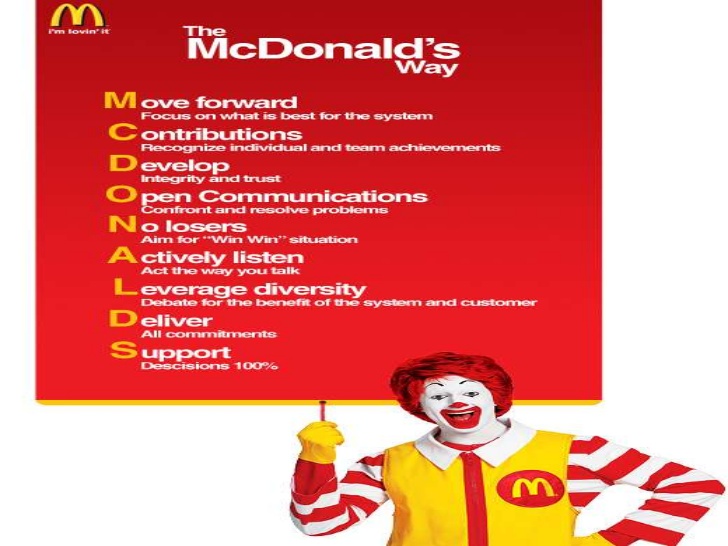 i'm lovin' it
The
McDonald's
Way
Move forward
Focus on what is best for the system
Contributions
Recognize individual and team achievements
Develop
Integrity and trust
Open Communications
Confront and resolve problems
No losers
Aim for "Win Win" situation
Actively listen
Act the way you talk
Leverage diversity
Debate for the benefit of the system and customer
Deliver
All commitments
Support
Descisions 100%